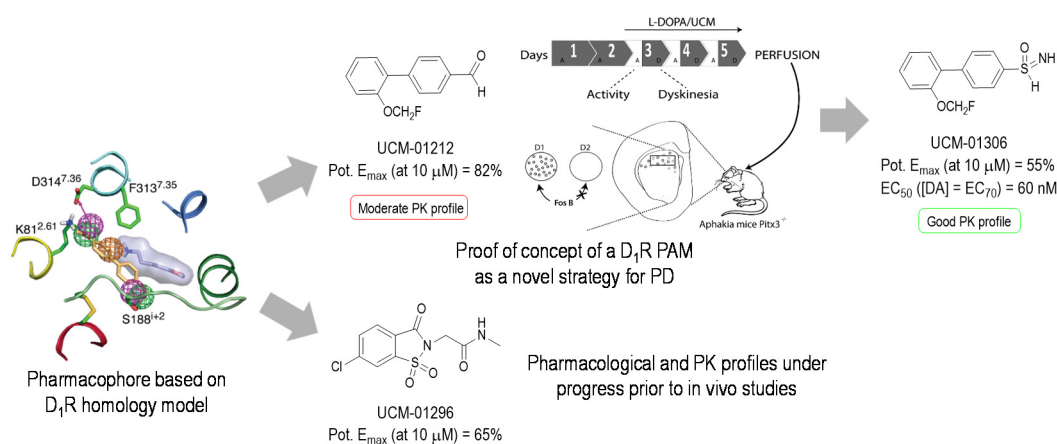 D314^7.36
F313^7.35
K81^2.61
S188^i+2
Pharmacophore based on
D₁R homology model
O
H
OCH₂F
UCM-01212
Pot. Eₘₐₓ (at 10 µM) = 82%
Moderate PK profile
L-DOPA/UCM
Days 1 2 3 4 5 PERFUSION
A A A D A D A D
Activity Dyskinesia
D1 D2
Fos B
Aphakia mice Pitx3⁻/⁻
Proof of concept of a D₁R PAM
as a novel strategy for PD
O
S
NH
H
OCH₂F
UCM-01306
Pot. Eₘₐₓ (at 10 µM) = 55%
EC₅₀ ([DA] = EC₇₀) = 60 nM
Good PK profile
O
H
N
N
Cl
S
O
O O
UCM-01296
Pot. Eₘₐₓ (at 10 µM) = 65%
Pharmacological and PK profiles under
progress prior to in vivo studies